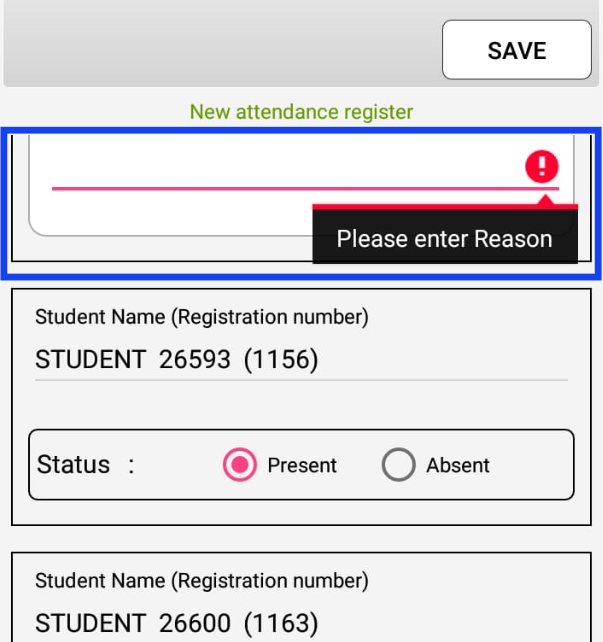 SAVE
New attendance register
Please enter Reason
Student Name (Registration number)
STUDENT 26593 (1156)
Status :
Present
Absent
Student Name (Registration number)
STUDENT 26600 (1163)